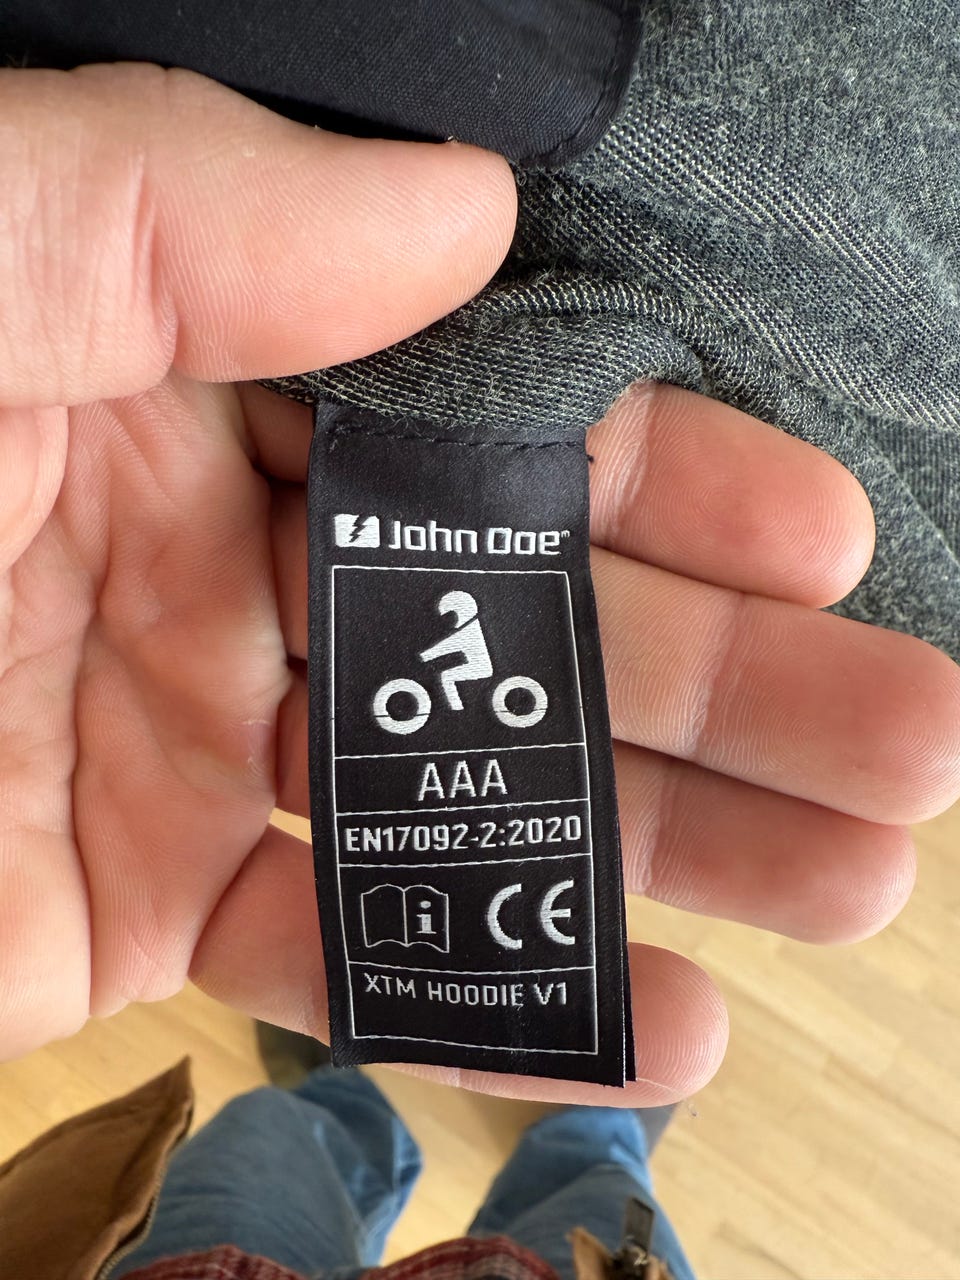 John Doe
AAA
EN17092-2:2020
i CE
XTM HOODIE V1